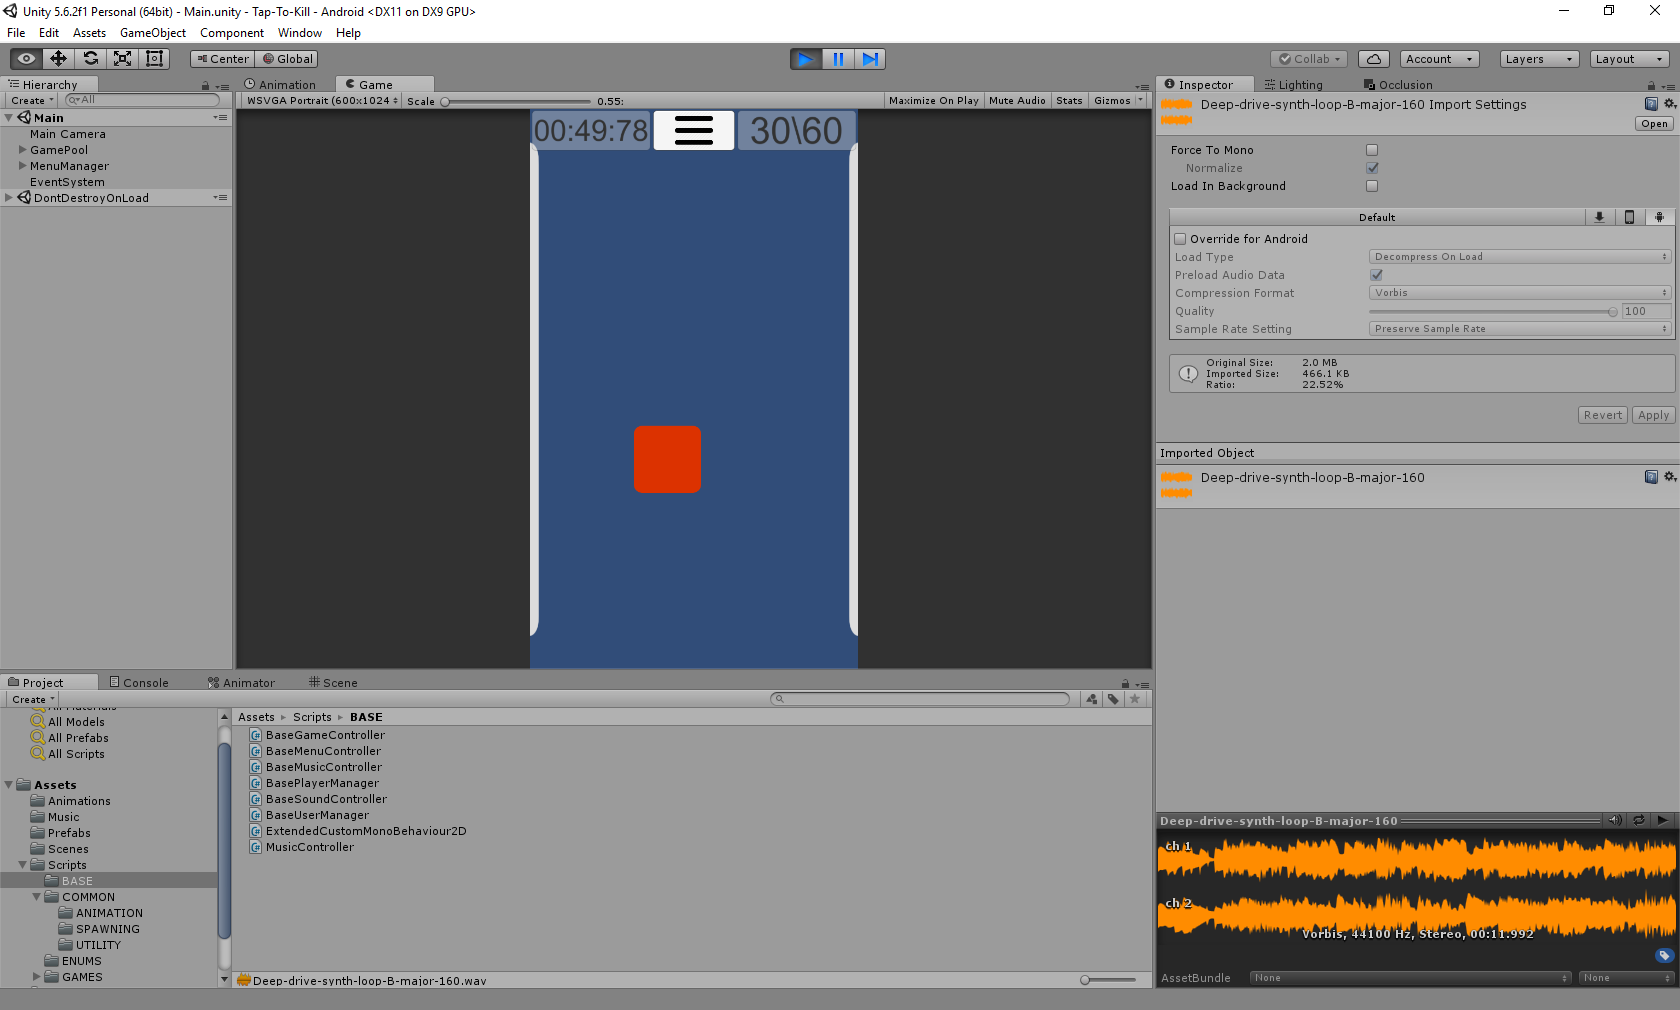 Unity 5.6.2f1 Personal (64bit) - Main.unity - Tap-To-Kill - Android <DX11 on DX9 GPU>
File Edit Assets GameObject Component Window Help
Center Global Collab Account Layers Layout
Hierarchy
Create All
Main
Main Camera
GamePool
MenuManager
EventSystem
DontDestroyOnLoad
Animation Game
WSVGA Portrait (600x1024 Scale 0.55: Maximize On Play Mute Audio Stats Gizmos
00:49:78 30\60
Inspector Lighting Occlusion
Deep-drive-synth-loop-B-major-160 Import Settings
Open
Force To Mono
Normalize
Load In Background
Default
Override for Android
Load Type Decompress On Load
Preload Audio Data
Compression Format Vorbis
Quality 100
Sample Rate Setting Preserve Sample Rate
Original Size: 2.0 MB
Imported Size: 466.1 KB
Ratio: 22.52%
Revert Apply
Imported Object
Deep-drive-synth-loop-B-major-160
Project Console Animator Scene
Create
All Models
All Prefabs
All Scripts
Assets
Animations
Music
Prefabs
Scenes
Scripts
BASE
COMMON
ANIMATION
SPAWNING
UTILITY
ENUMS
GAMES
Assets Scripts BASE
BaseGameController
BaseMenuController
BaseMusicController
BasePlayerManager
BaseSoundController
BaseUserManager
ExtendedCustomMonoBehaviour2D
MusicController
Deep-drive-synth-loop-B-major-160.wav
Deep-drive-synth-loop-B-major-160
ch 1
ch 2
Vorbis, 44100 Hz, Stereo, 00:11.992
AssetBundle None None